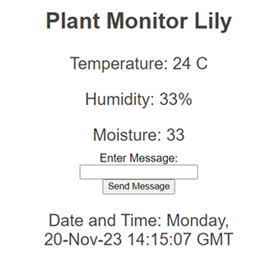 Plant Monitor Lily
Temperature: 24 C
Humidity: 33%
Moisture: 33
Enter Message:
Send Message
Date and Time: Monday,
20-Nov-23 14:15:07 GMT